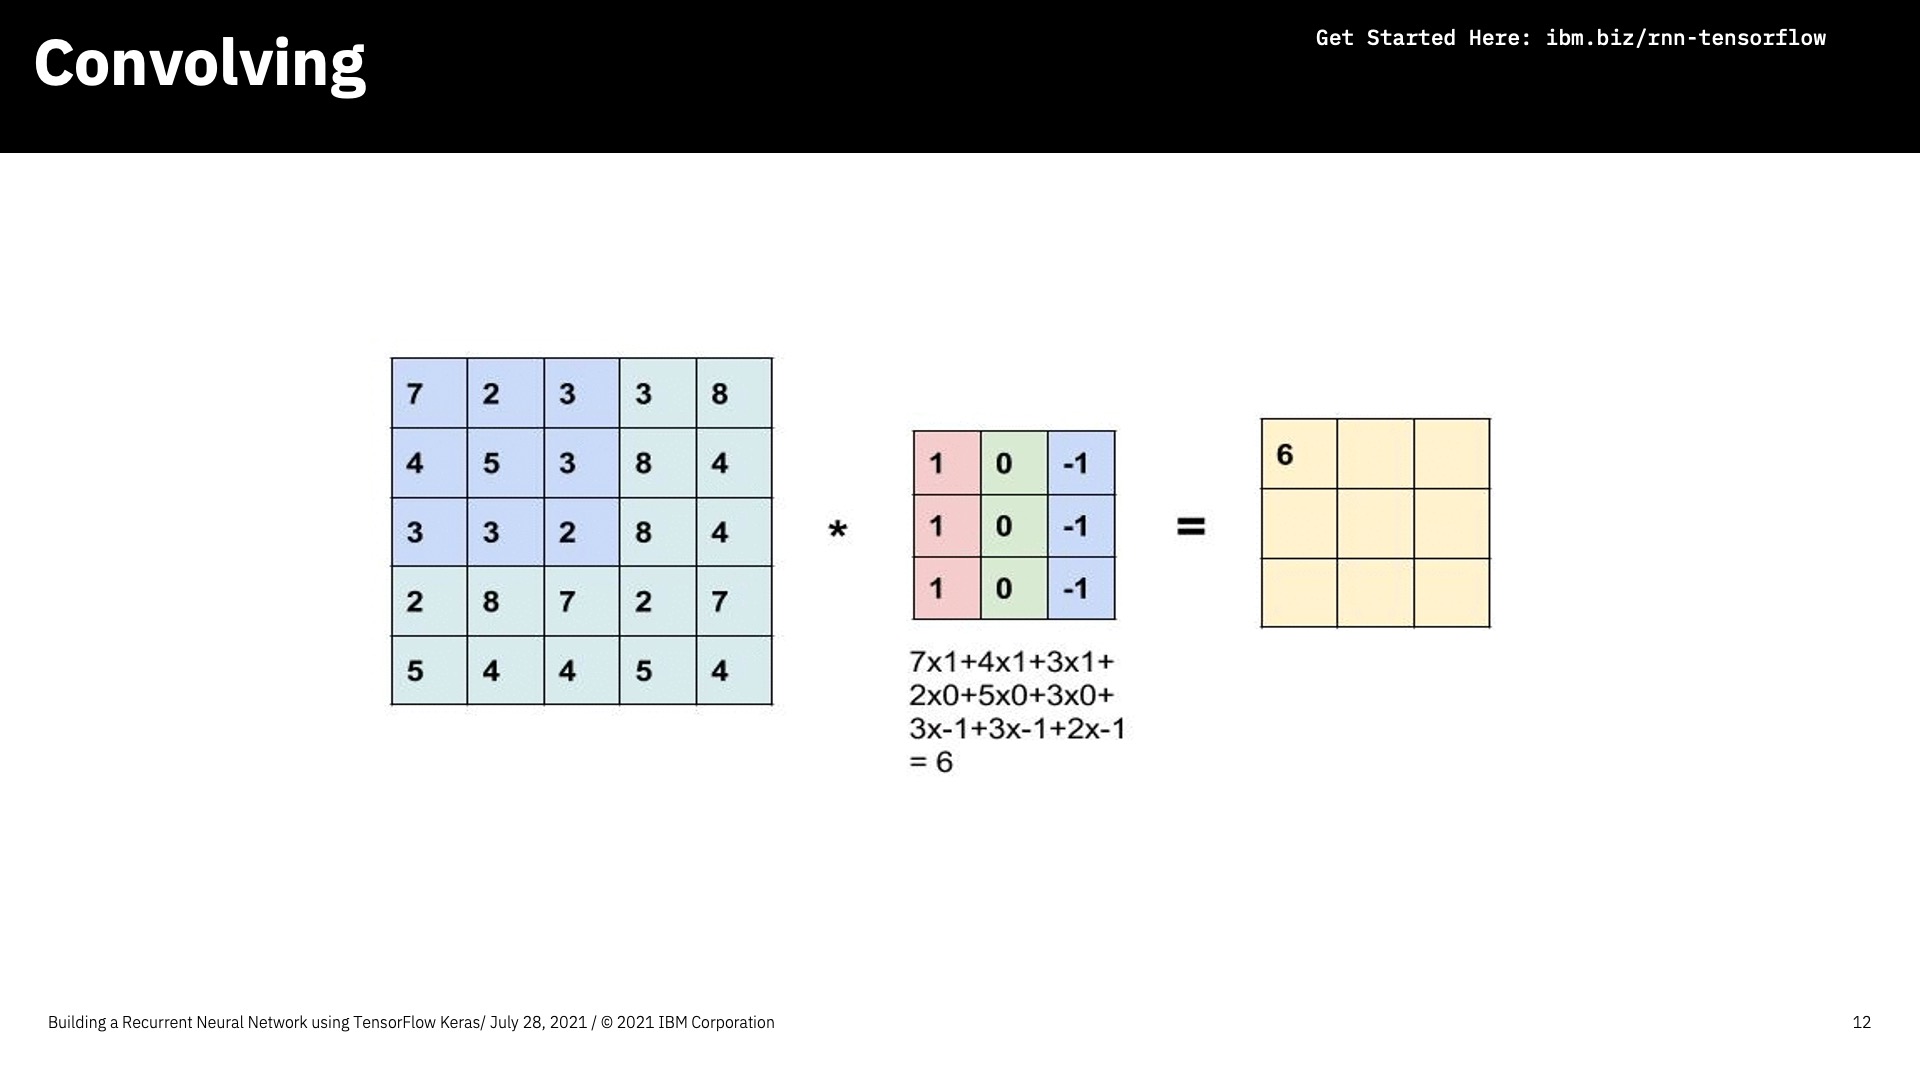 Convolving
Get Started Here: ibm.biz/rnn-tensorflow
7 2 3 3 8
4 5 3 8 4
3 3 2 8 4
2 8 7 2 7
5 4 4 5 4
*
1 0 -1
1 0 -1
1 0 -1
7x1+4x1+3x1+
2x0+5x0+3x0+
3x-1+3x-1+2x-1
= 6
=
6
Building a Recurrent Neural Network using TensorFlow Keras/ July 28, 2021 / © 2021 IBM Corporation
12